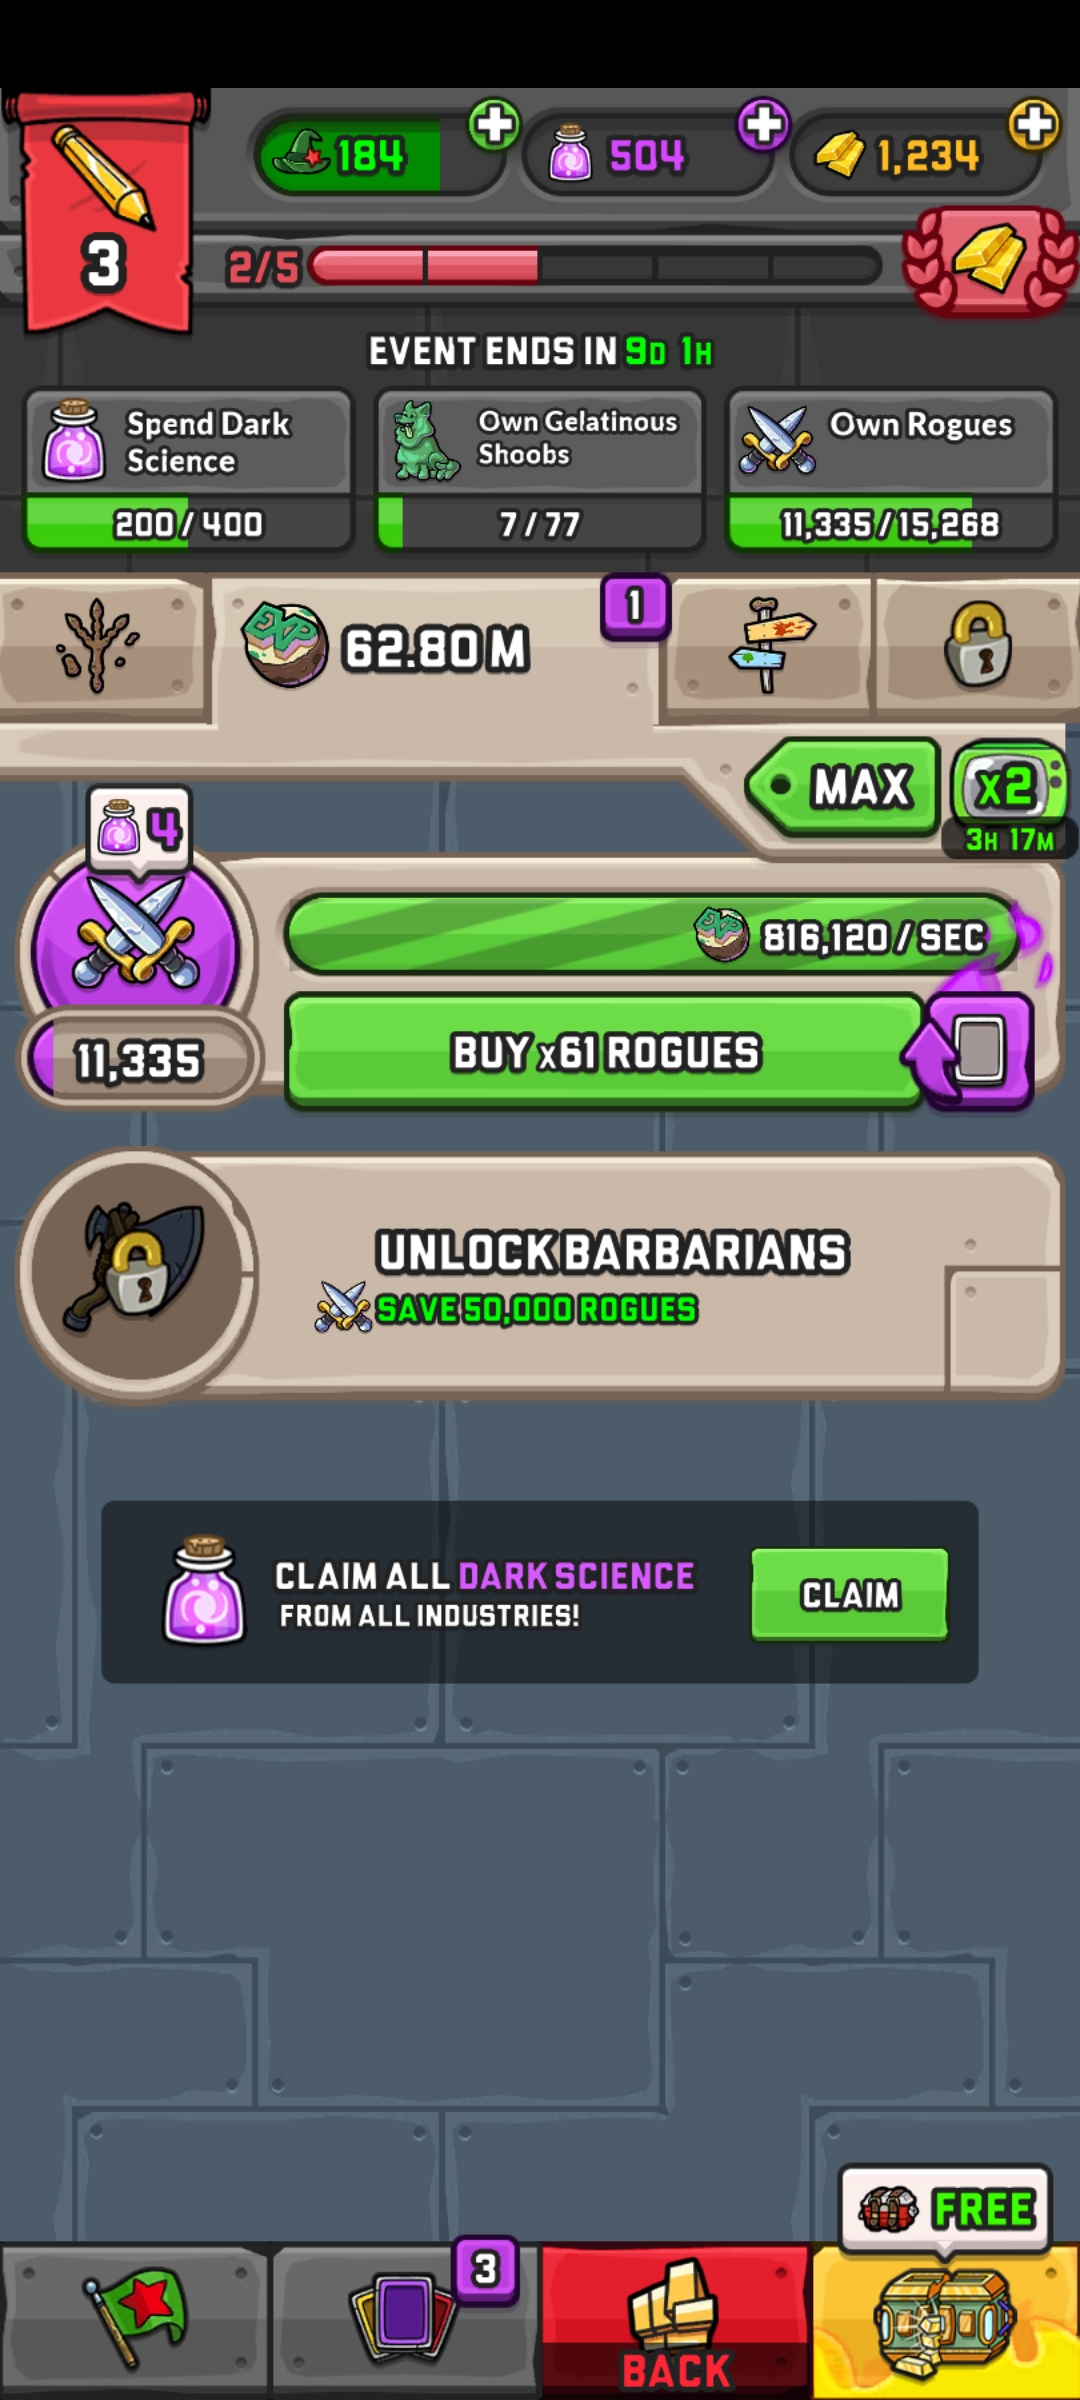 184
504
1,234
3
2/5
EVENT ENDS IN 9D 1H
Spend Dark
Science
200/400
Own Gelatinous
Shoobs
7/77
Own Rogues
11,335/15,268
EXP
62.80 M
1
MAX
x2
3H 17M
4
EXP
816,120 / SEC
11,335
BUY x61 ROGUES
UNLOCK BARBARIANS
SAVE 50,000 ROGUES
CLAIM ALL DARK SCIENCE
FROM ALL INDUSTRIES!
CLAIM
FREE
3
BACK